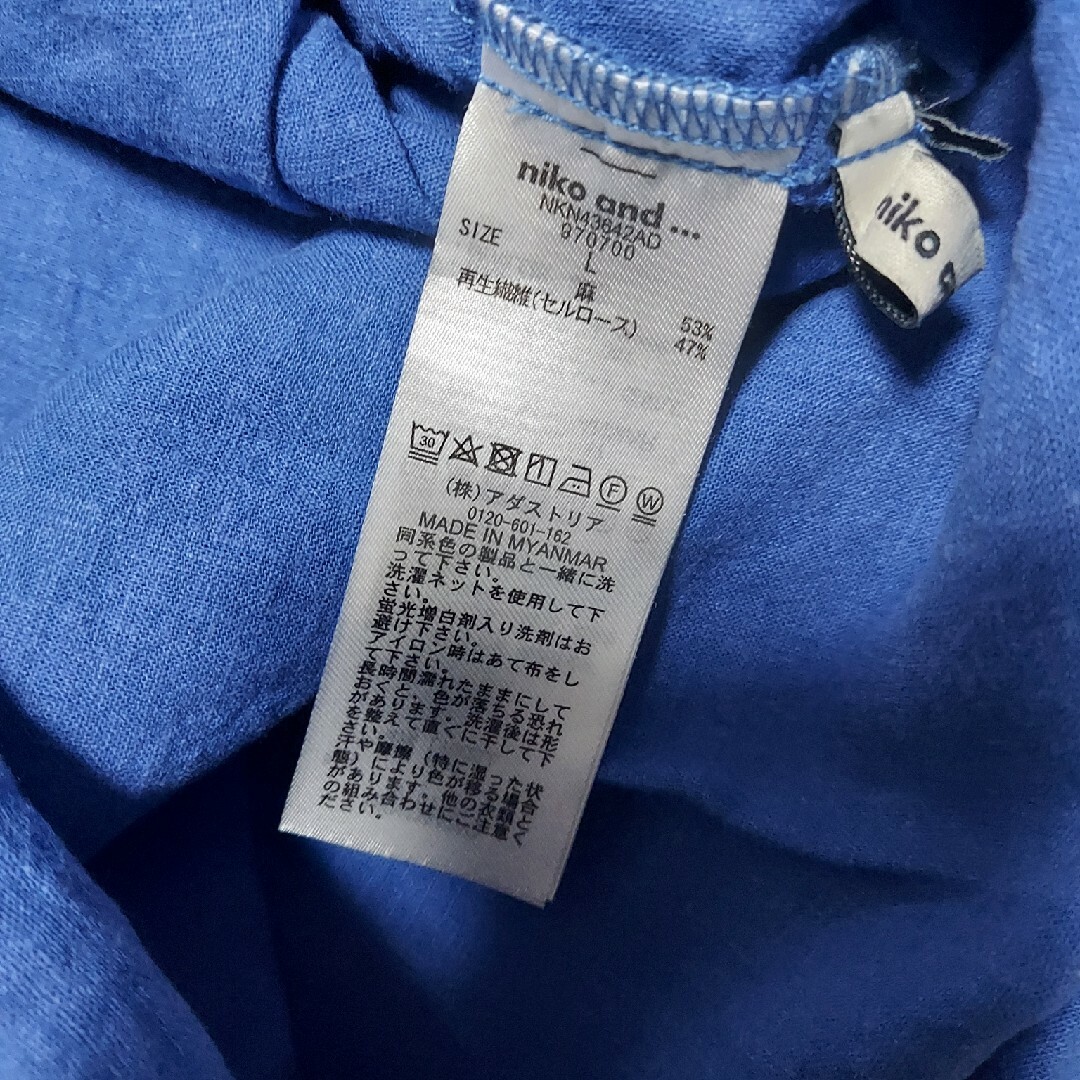 niko and ...
NKN43842AD
970700
SIZE L
麻 53%
再生繊維(セルロース) 47%
30
F
W
(株)アダストリア
0120-601-162
MADE IN MYANMAR
同系色の製品と一緒に洗
って下さい。
洗濯ネットを使用して下
さい。
蛍光増白剤入り洗剤はお
避け下さい。
アイロン時はあて布をし
て下さい。
長時間濡れたままにして
おくと、色が落ちる恐れ
があります。洗濯後は形
を整えて直ぐに干して下
さい。
汗や摩擦(特に湿った状
態)により色が移る場合
があります。他の衣類と
の組み合わせにご注意く
ださい。
niko